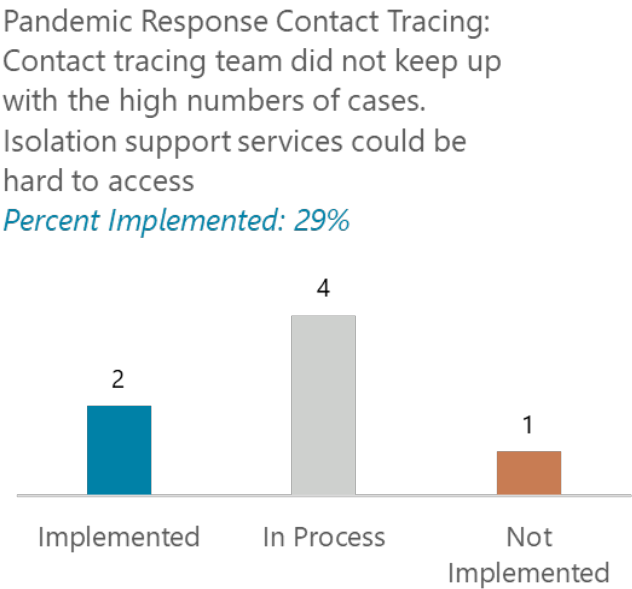 Pandemic Response Contact Tracing:
Contact tracing team did not keep up
with the high numbers of cases.
Isolation support services could be
hard to access
Percent Implemented: 29%
4
2
1
Implemented
In Process
Not
Implemented